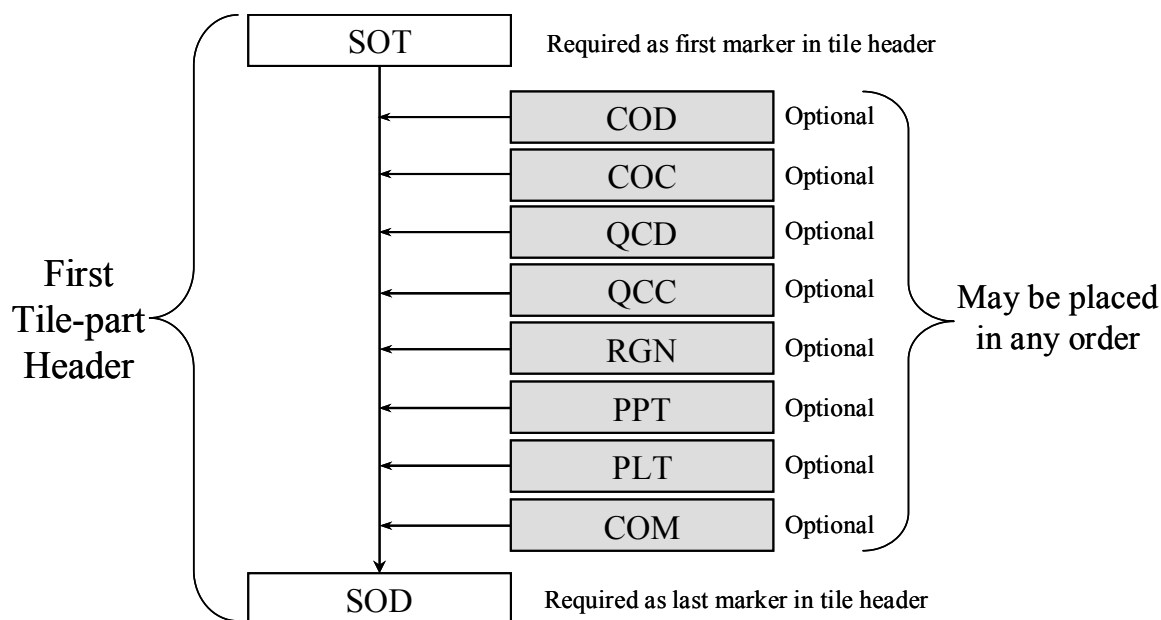 SOT
Required as first marker in tile header
COD
Optional
COC
Optional
QCD
Optional
QCC
Optional
RGN
Optional
PPT
Optional
PLT
Optional
COM
Optional
First
Tile-part
Header
May be placed
in any order
SOD
Required as last marker in tile header